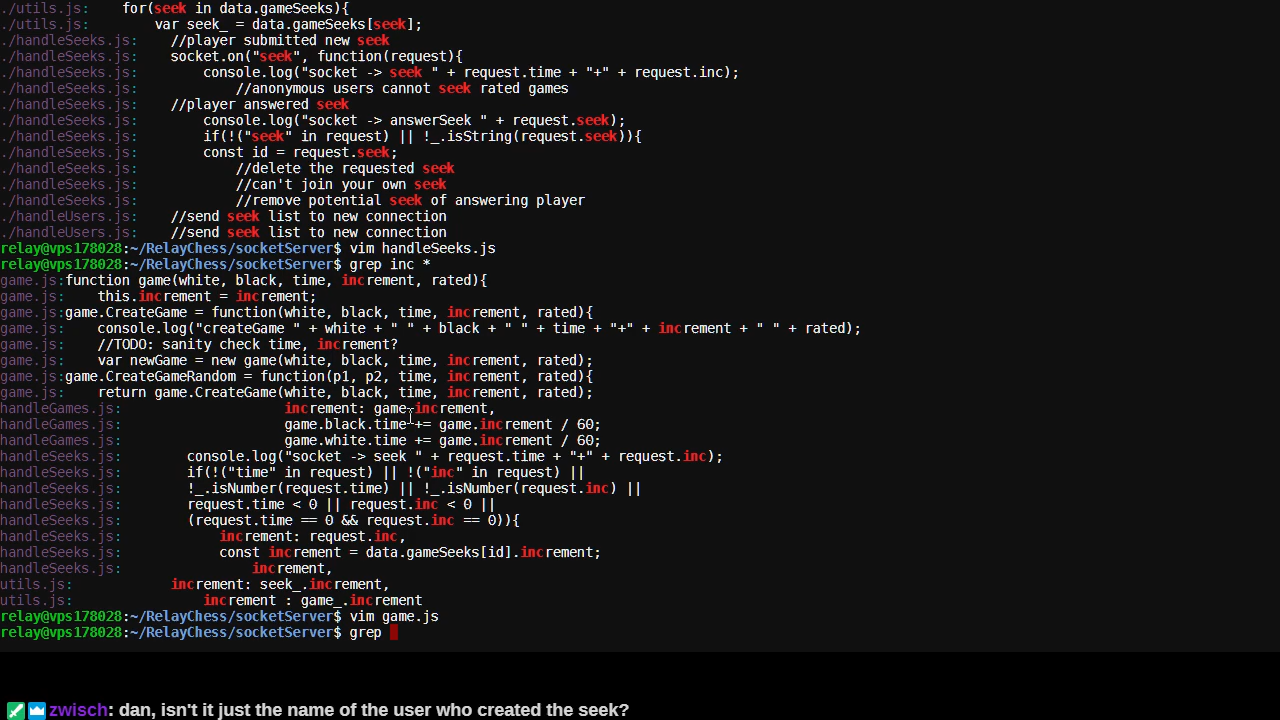 ./utils.js:    for(seek in data.gameSeeks){
./utils.js:        var seek_ = data.gameSeeks[seek];
./handleSeeks.js:    //player submitted new seek
./handleSeeks.js:    socket.on("seek", function(request){
./handleSeeks.js:        console.log("socket -> seek " + request.time + "+" + request.inc);
./handleSeeks.js:            //anonymous users cannot seek rated games
./handleSeeks.js:    //player answered seek
./handleSeeks.js:        console.log("socket -> answerSeek " + request.seek);
./handleSeeks.js:        if(!("seek" in request) || !_.isString(request.seek)){
./handleSeeks.js:        const id = request.seek;
./handleSeeks.js:            //delete the requested seek
./handleSeeks.js:            //can't join your own seek
./handleSeeks.js:            //remove potential seek of answering player
./handleUsers.js:    //send seek list to new connection
./handleUsers.js:    //send seek list to new connection
relay@vps178028:~/RelayChess/socketServer$ vim handleSeeks.js
relay@vps178028:~/RelayChess/socketServer$ grep inc *
game.js:function game(white, black, time, increment, rated){
game.js:    this.increment = increment;
game.js:game.CreateGame = function(white, black, time, increment, rated){
game.js:    console.log("createGame " + white + " " + black + " " + time + "+" + increment + " " + rated);
game.js:    //TODO: sanity check time, increment?
game.js:    var newGame = new game(white, black, time, increment, rated);
game.js:game.CreateGameRandom = function(p1, p2, time, increment, rated){
game.js:    return game.CreateGame(white, black, time, increment, rated);
handleGames.js:                    increment: game.increment,
handleGames.js:                    game.black.time += game.increment / 60;
handleGames.js:                    game.white.time += game.increment / 60;
handleSeeks.js:        console.log("socket -> seek " + request.time + "+" + request.inc);
handleSeeks.js:        if(!("time" in request) || !("inc" in request) ||
handleSeeks.js:        !_.isNumber(request.time) || !_.isNumber(request.inc) ||
handleSeeks.js:        request.time < 0 || request.inc < 0 ||
handleSeeks.js:        (request.time == 0 && request.inc == 0)){
handleSeeks.js:            increment: request.inc,
handleSeeks.js:            const increment = data.gameSeeks[id].increment;
handleSeeks.js:                increment,
utils.js:            increment: seek_.increment,
utils.js:                increment : game_.increment
relay@vps178028:~/RelayChess/socketServer$ vim game.js
relay@vps178028:~/RelayChess/socketServer$ grep
zwisch: dan, isn't it just the name of the user who created the seek?